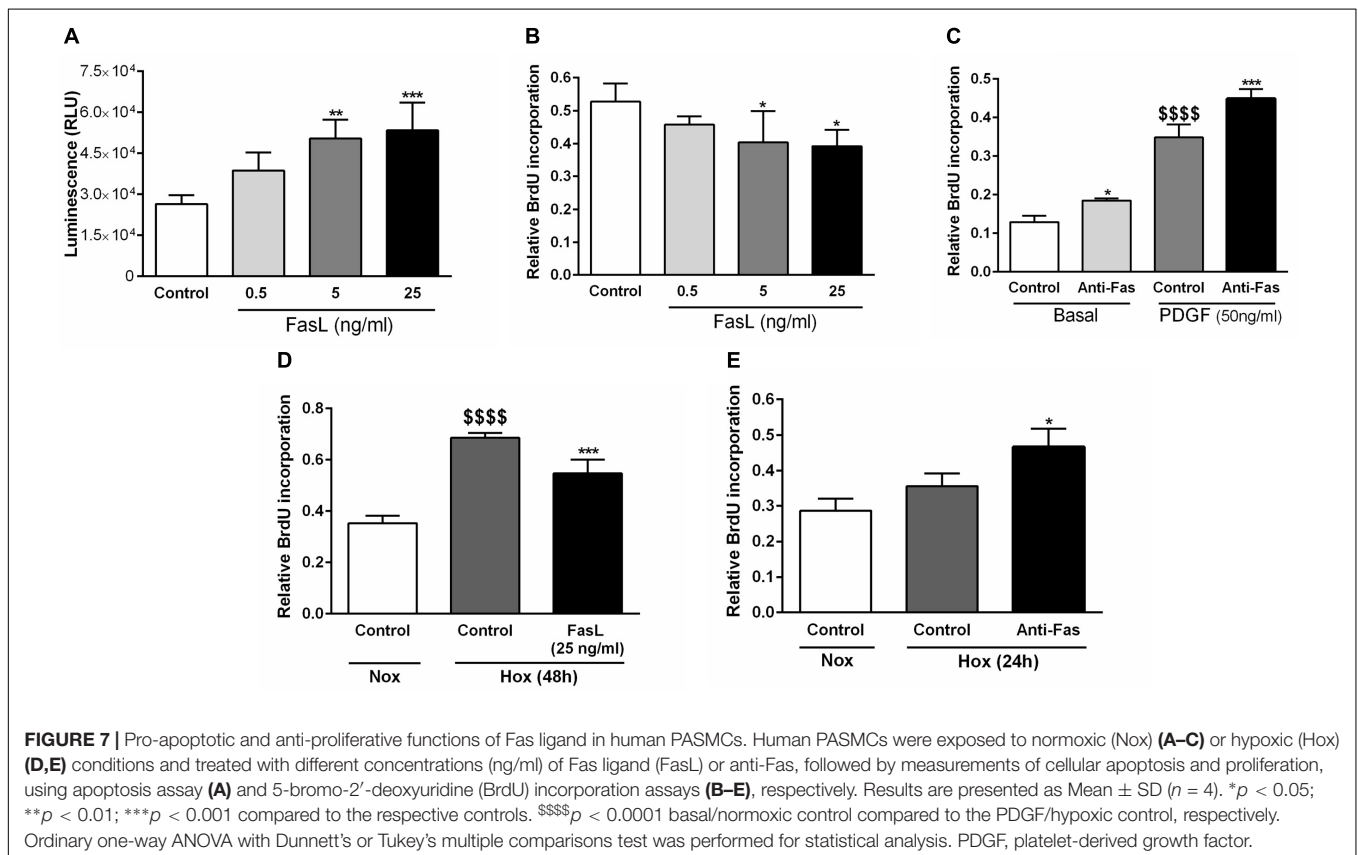 A
Luminescence (RLU)
7.5×10⁴
6.0×10⁴
4.5×10⁴
3.0×10⁴
1.5×10⁴
0
**
***
Control
0.5
5
25
FasL (ng/ml)
B
Relative BrdU incorporation
0.6
0.5
0.4
0.3
0.2
0.1
0.0
*
*
Control
0.5
5
25
FasL (ng/ml)
C
Relative BrdU incorporation
0.5
0.4
0.3
0.2
0.1
0.0
*
$$$$
***
Control
Anti-Fas
Control
Anti-Fas
Basal
PDGF (50ng/ml)
D
Relative BrdU incorporation
0.8
0.6
0.4
0.2
0.0
$$$$
***
Control
Control
FasL
(25 ng/ml)
Nox
Hox (48h)
E
Relative BrdU incorporation
0.6
0.5
0.4
0.3
0.2
0.1
0.0
*
Control
Control
Anti-Fas
Nox
Hox (24h)
FIGURE 7 | Pro-apoptotic and anti-proliferative functions of Fas ligand in human PASMCs. Human PASMCs were exposed to normoxic (Nox) (A–C) or hypoxic (Hox)
(D,E) conditions and treated with different concentrations (ng/ml) of Fas ligand (FasL) or anti-Fas, followed by measurements of cellular apoptosis and proliferation,
using apoptosis assay (A) and 5-bromo-2′-deoxyuridine (BrdU) incorporation assays (B–E), respectively. Results are presented as Mean ± SD (n = 4). *p < 0.05;
**p < 0.01; ***p < 0.001 compared to the respective controls. $$$$p < 0.0001 basal/normoxic control compared to the PDGF/hypoxic control, respectively.
Ordinary one-way ANOVA with Dunnett's or Tukey's multiple comparisons test was performed for statistical analysis. PDGF, platelet-derived growth factor.